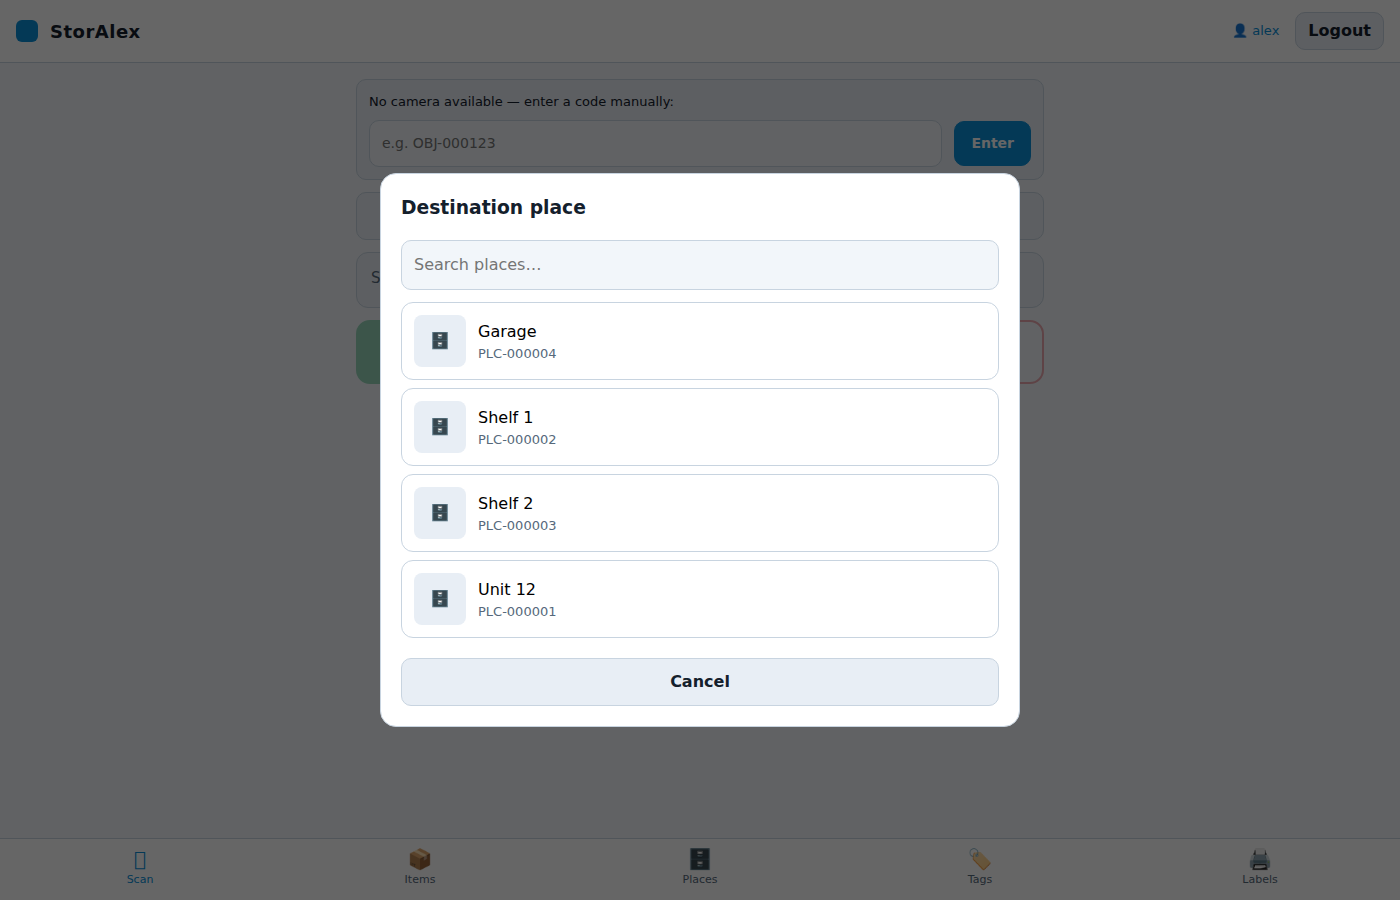 StorAlex
alex
Logout
No camera available — enter a code manually:
e.g. OBJ-000123
Enter
Destination place
Search places…
Garage
PLC-000004
Shelf 1
PLC-000002
Shelf 2
PLC-000003
Unit 12
PLC-000001
Cancel
Scan
Items
Places
Tags
Labels